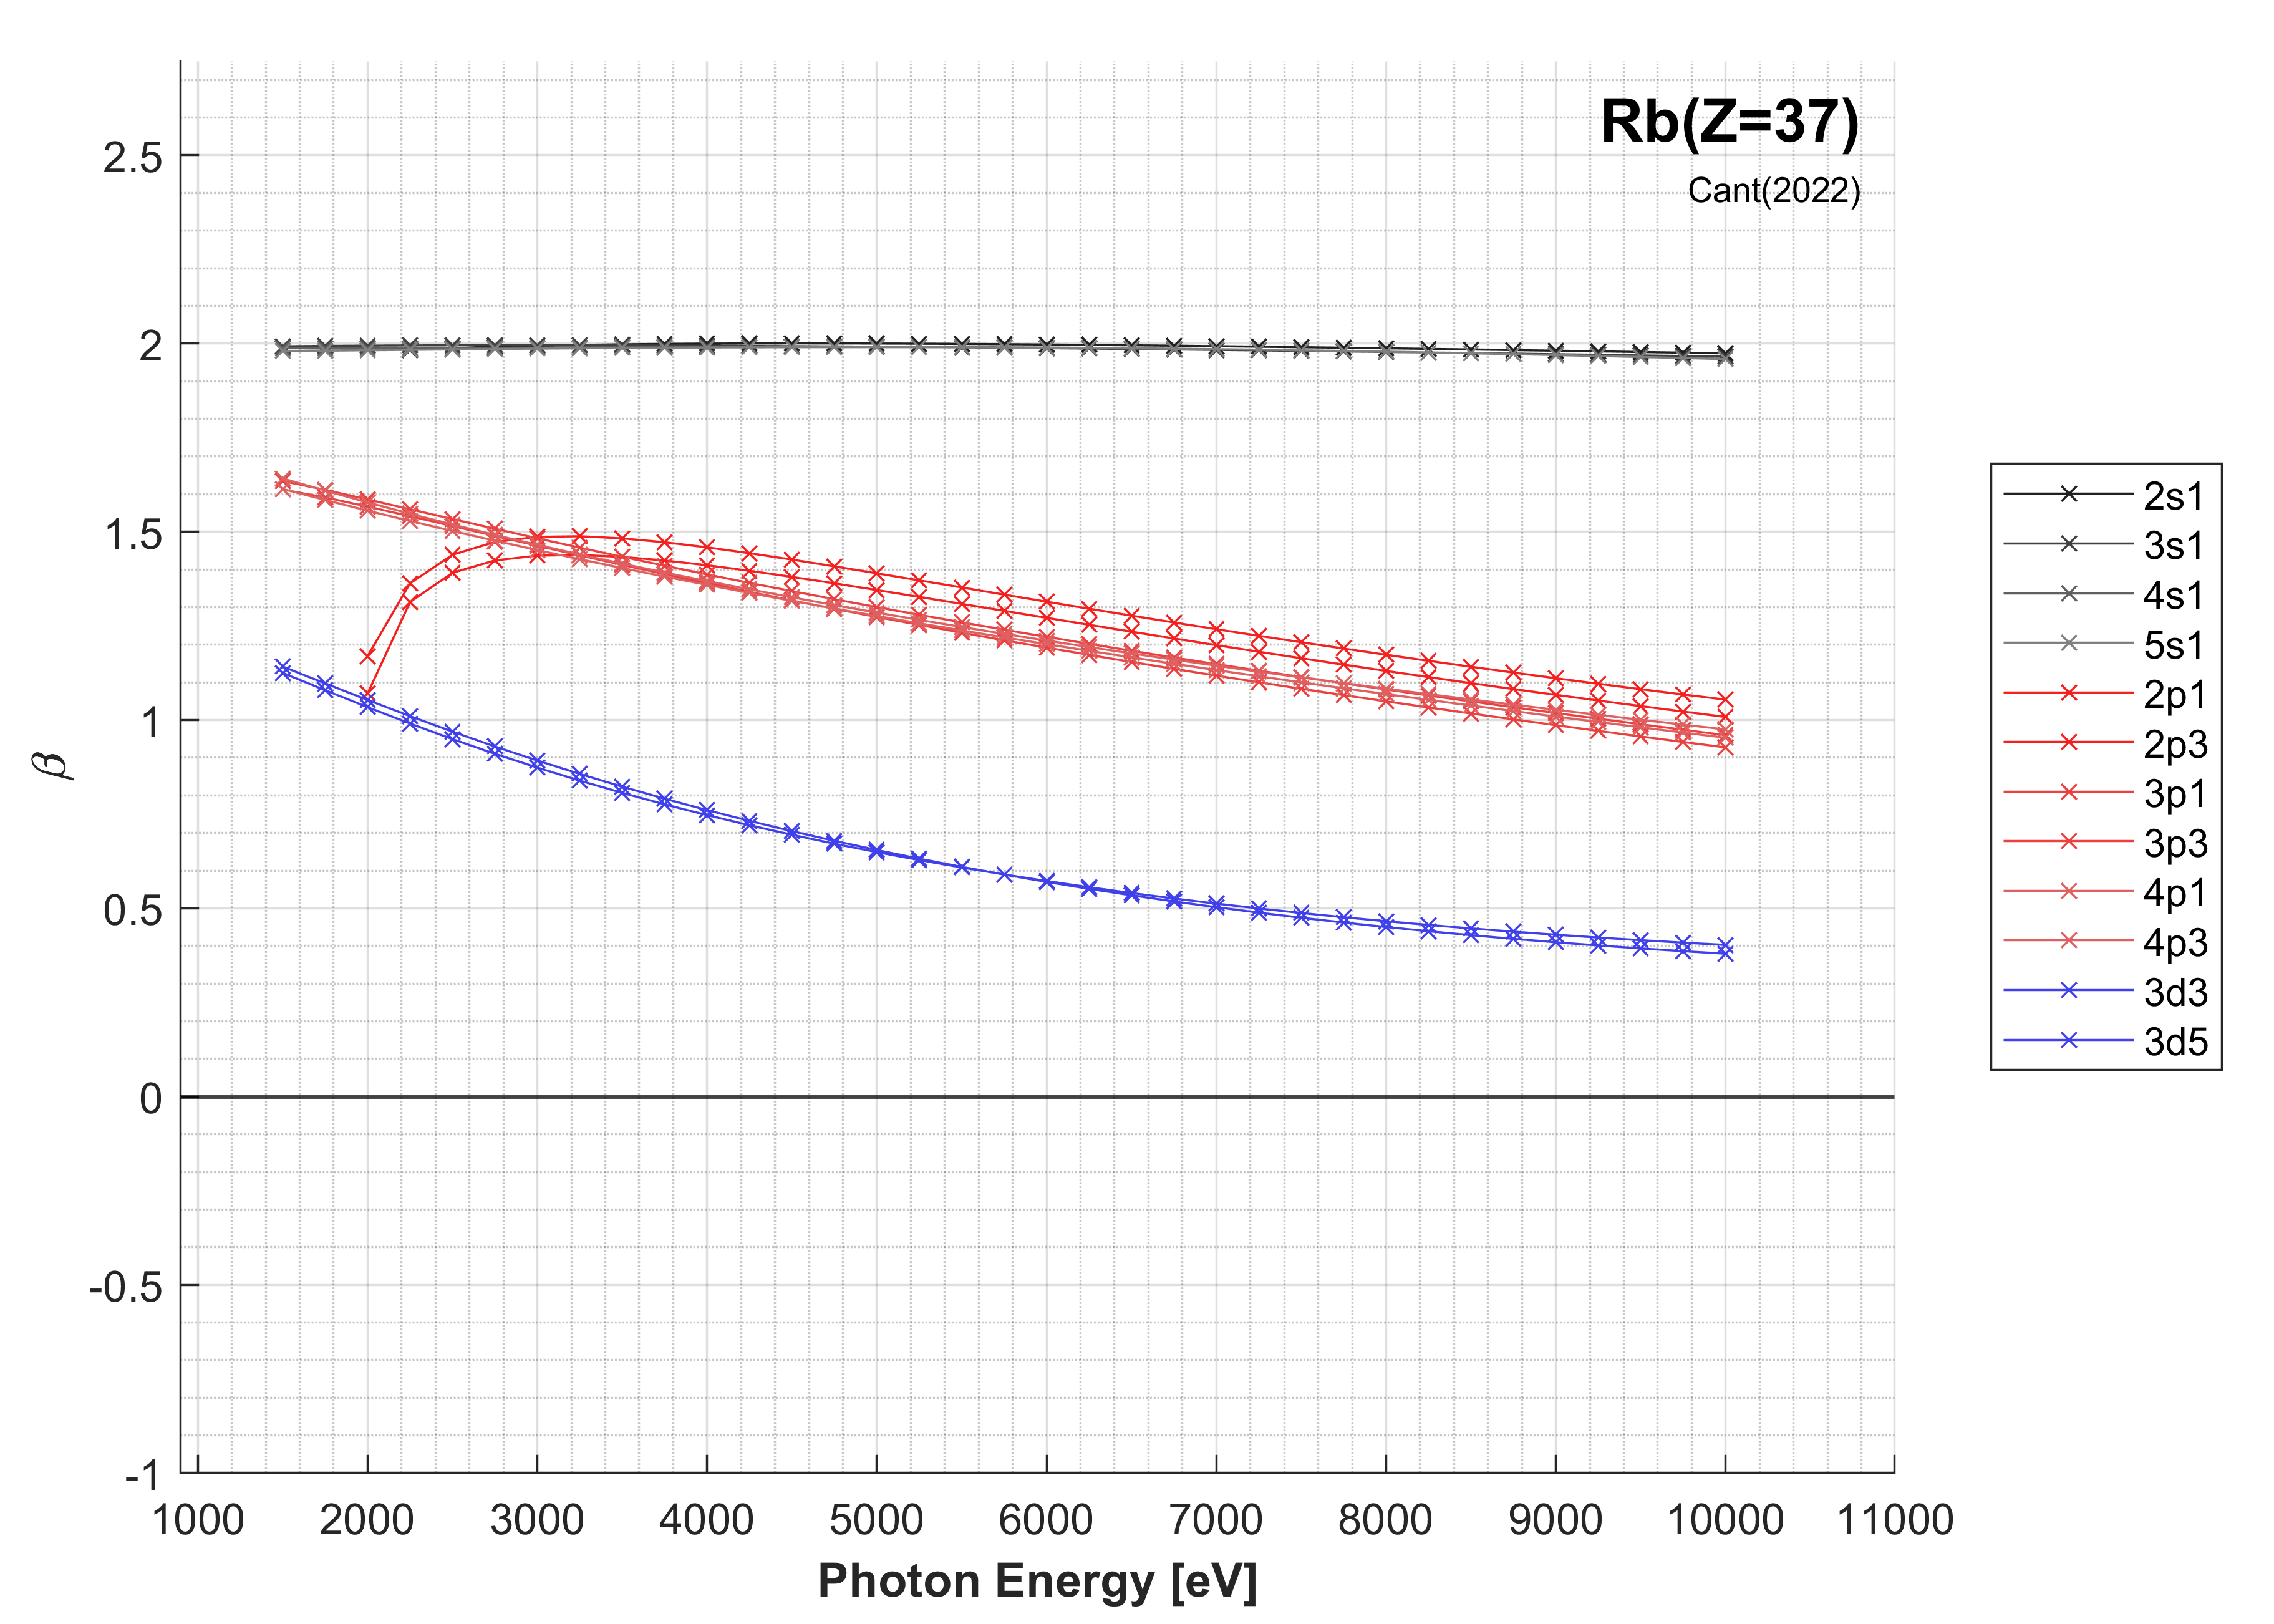 Rb(Z=37)
Cant(2022)
2.5
2
1.5
1
0.5
0
-0.5
-1
β
1000 2000 3000 4000 5000 6000 7000 8000 9000 10000 11000
Photon Energy [eV]
2s1
3s1
4s1
5s1
2p1
2p3
3p1
3p3
4p1
4p3
3d3
3d5